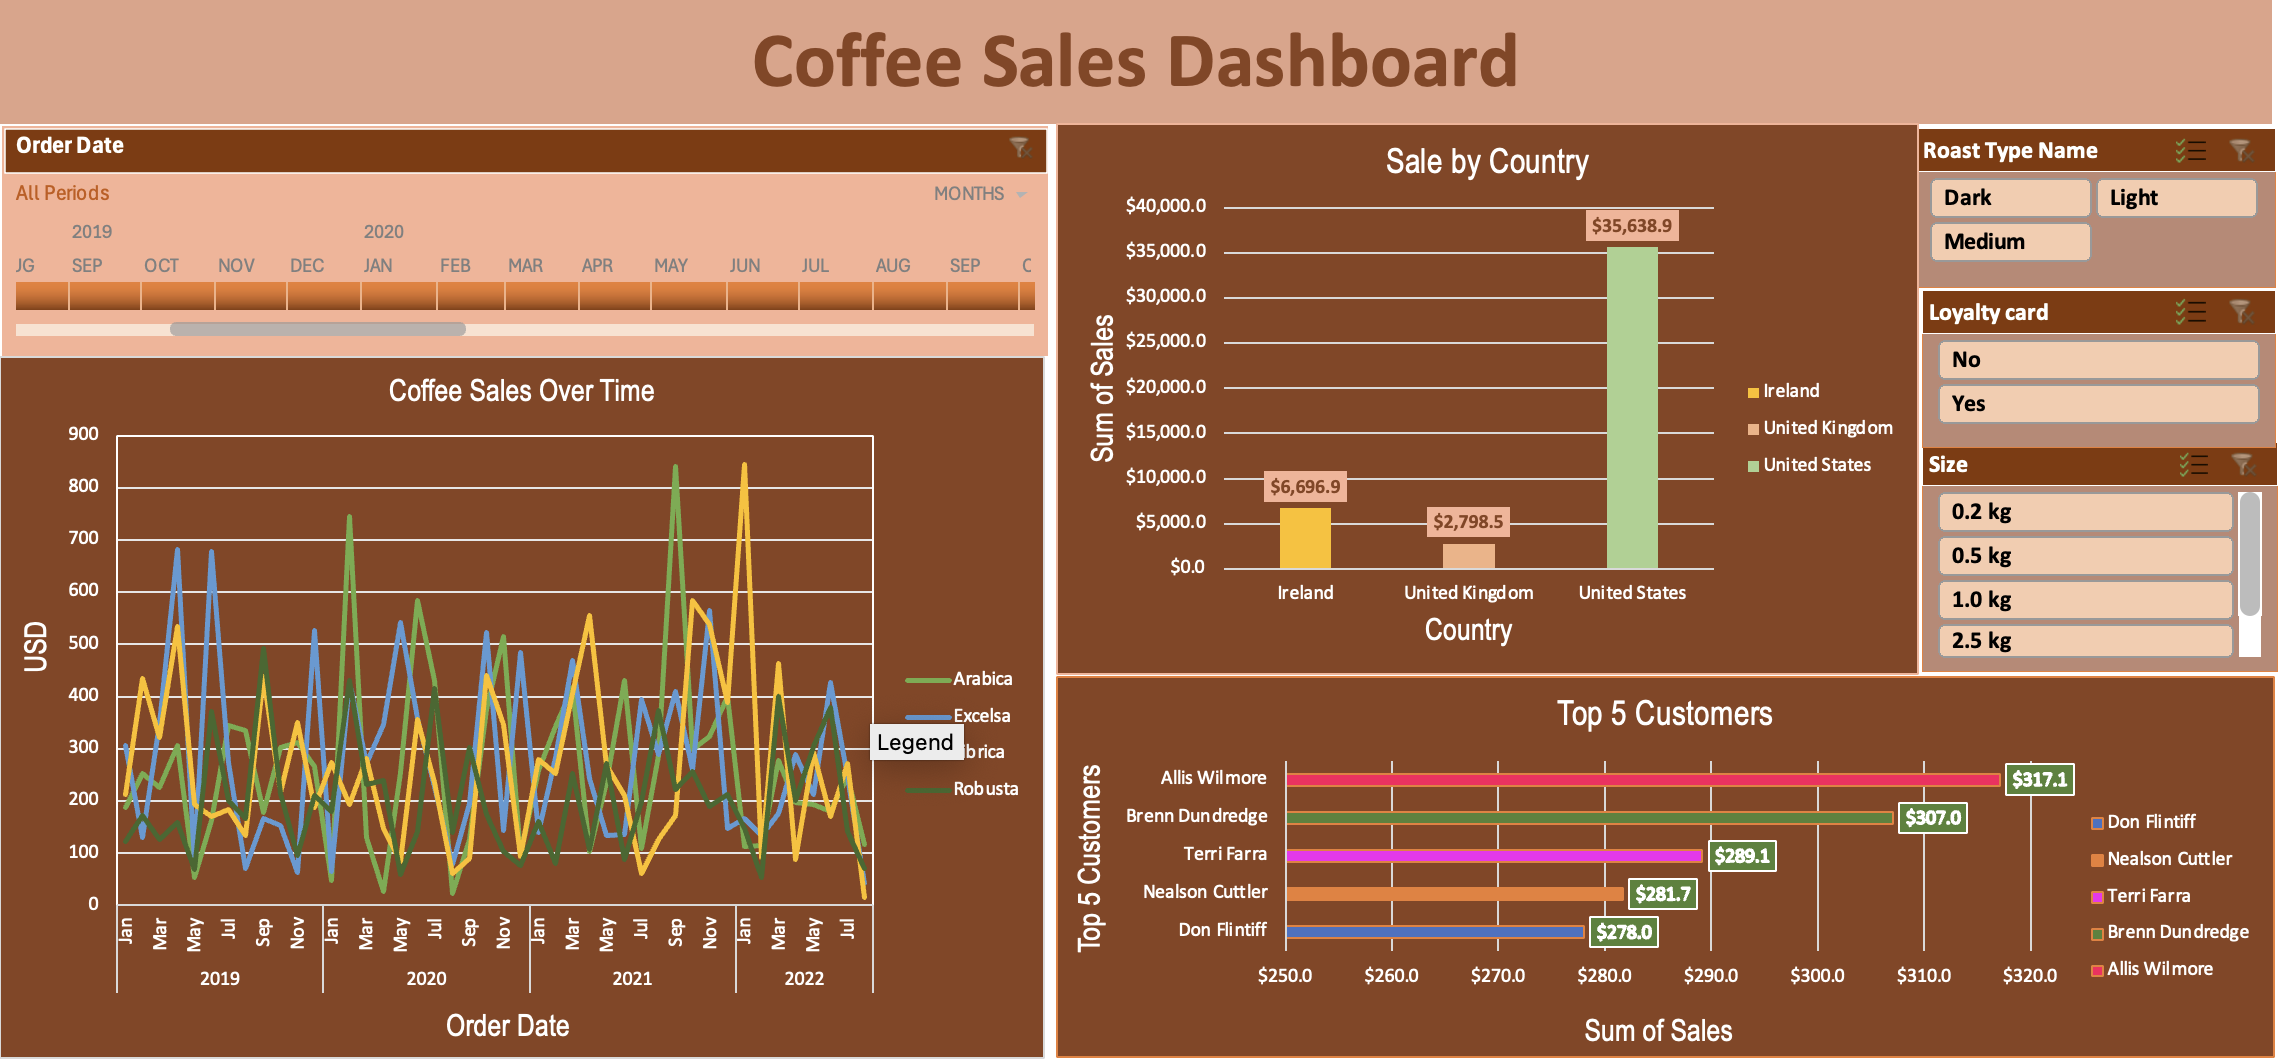 Coffee Sales Dashboard
Order Date
All Periods
MONTHS
2019 2020
JG SEP OCT NOV DEC JAN FEB MAR APR MAY JUN JUL AUG SEP
Coffee Sales Over Time
900
800
700
600
500
400
300
200
100
0
USD
Jan Mar May Jul Sep Nov Jan Mar May Jul Sep Nov Jan Mar May Jul Sep Nov Jan Mar May Jul
2019 2020 2021 2022
Order Date
Arabica
Excelsa
Legend
brica
Robusta
Sale by Country
$40,000.0
$35,000.0
$30,000.0
$25,000.0
$20,000.0
$15,000.0
$10,000.0
$5,000.0
$0.0
Sum of Sales
$6,696.9
$2,798.5
$35,638.9
Ireland United Kingdom United States
Country
Ireland
United Kingdom
United States
Roast Type Name
Dark Light
Medium
Loyalty card
No
Yes
Size
0.2 kg
0.5 kg
1.0 kg
2.5 kg
Top 5 Customers
Top 5 Customers
Allis Wilmore $317.1
Brenn Dundredge $307.0
Terri Farra $289.1
Nealson Cuttler $281.7
Don Flintiff $278.0
$250.0 $260.0 $270.0 $280.0 $290.0 $300.0 $310.0 $320.0
Sum of Sales
Don Flintiff
Nealson Cuttler
Terri Farra
Brenn Dundredge
Allis Wilmore